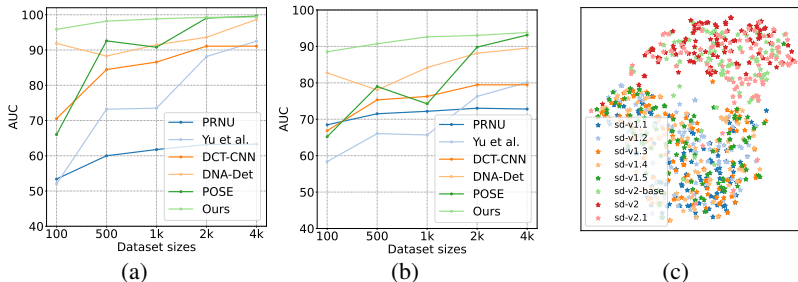 100
90
80
70
60
50
40
AUC
100
500
1k
2k
4k
Dataset sizes
PRNU
Yu et al.
DCT-CNN
DNA-Det
POSE
Ours
(a)
100
90
80
70
60
50
40
AUC
100
500
1k
2k
4k
Dataset sizes
PRNU
Yu et al.
DCT-CNN
DNA-Det
POSE
Ours
(b)
sd-v1.1
sd-v1.2
sd-v1.3
sd-v1.4
sd-v1.5
sd-v2-base
sd-v2
sd-v2.1
(c)